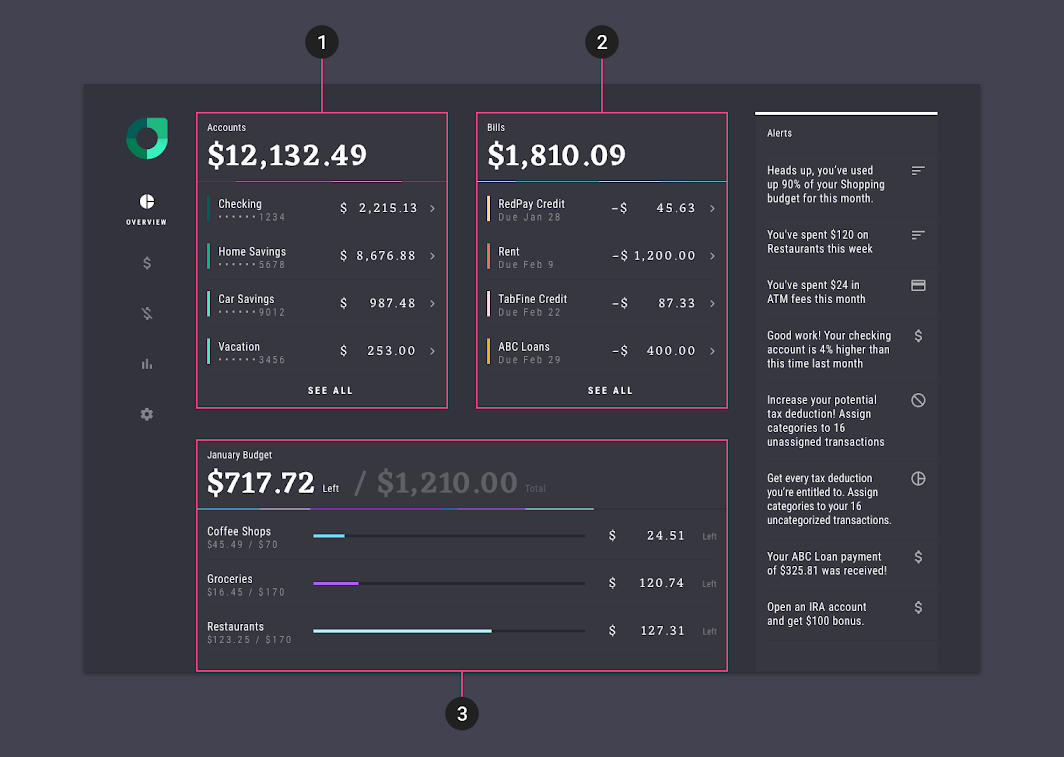 1
2
Accounts
$12,132.49
Checking
••••••1234
$ 2,215.13
Home Savings
••••••5678
$ 8,676.88
Car Savings
••••••9012
$ 987.48
Vacation
••••••3456
$ 253.00
SEE ALL
Bills
$1,810.09
RedPay Credit
Due Jan 28
–$ 45.63
Rent
Due Feb 9
–$ 1,200.00
TabFine Credit
Due Feb 22
–$ 87.33
ABC Loans
Due Feb 29
–$ 400.00
SEE ALL
OVERVIEW
January Budget
$717.72 Left / $1,210.00 Total
Coffee Shops
$45.49 / $70
$ 24.51 Left
Groceries
$16.45 / $170
$ 120.74 Left
Restaurants
$123.25 / $170
$ 127.31 Left
3
Alerts
Heads up, you've used
up 90% of your Shopping
budget for this month.
You've spent $120 on
Restaurants this week
You've spent $24 in
ATM fees this month
Good work! Your checking
account is 4% higher than
this time last month
Increase your potential
tax deduction! Assign
categories to 16
unassigned transactions
Get every tax deduction
you're entitled to. Assign
categories to your 16
uncategorized transactions.
Your ABC Loan payment
of $325.81 was received!
Open an IRA account
and get $100 bonus.